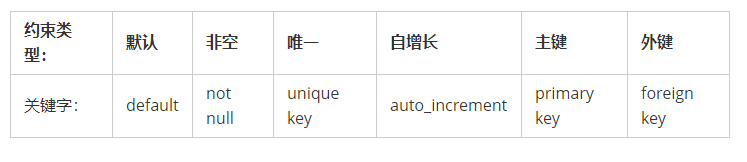 约束类型： 默认 非空 唯一 自增长 主键 外键
关键字： default not null unique key auto_increment primary key foreign key